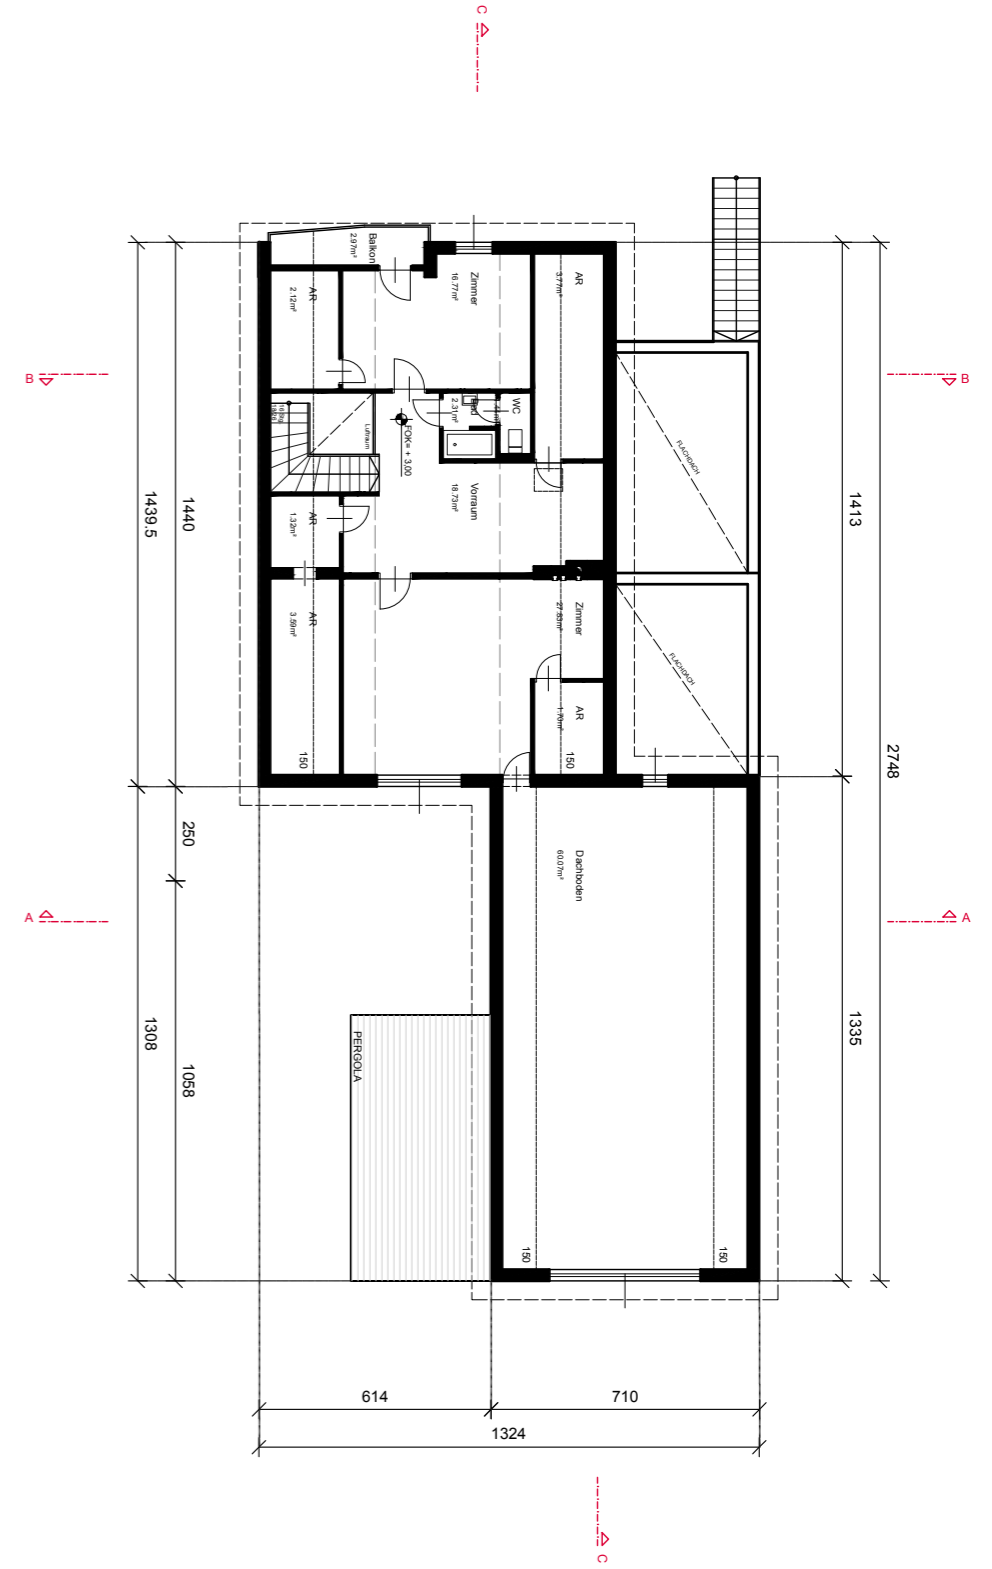 C
B
B
A
A
C
Balkon
2.97m²
Zimmer
16.77m²
AR
3.77m²
AR
2.12m²
WC
Bad
2.31m²
Luftraum
FOK= + 3,00
Vorraum
18.73m²
AR
1.32m²
AR
3.59m²
Zimmer
27.83m²
AR
1.70m²
150
150
FLACHDACH
FLACHDACH
Dachboden
60.07m²
150
150
PERGOLA
1439.5
1440
250
1308
1058
1413
2748
1335
614
710
1324